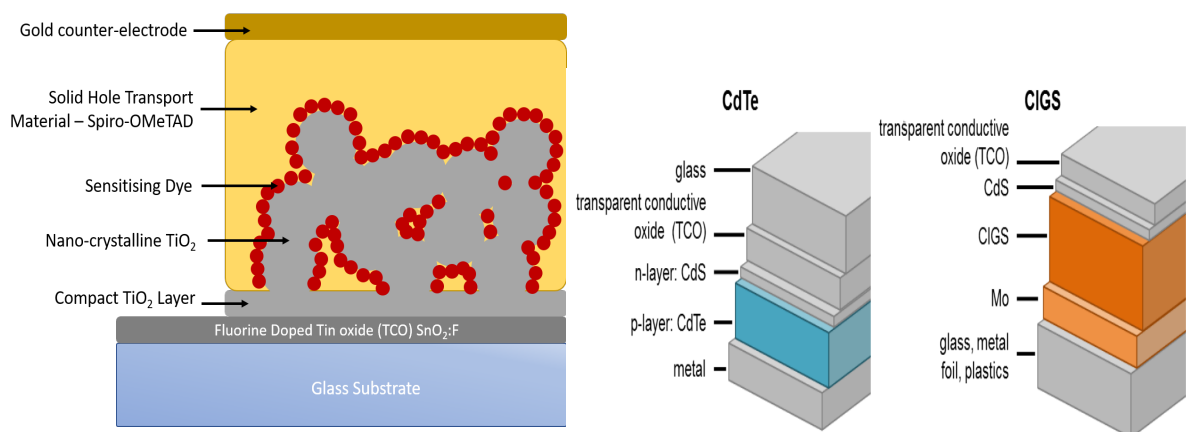 Gold counter-electrode
Solid Hole Transport
Material – Spiro-OMeTAD
Sensitising Dye
Nano-crystalline TiO₂
Compact TiO₂ Layer
Fluorine Doped Tin oxide (TCO) SnO₂:F
Glass Substrate
CdTe
glass
transparent conductive
oxide (TCO)
n-layer: CdS
p-layer: CdTe
metal
CIGS
transparent conductive
oxide (TCO)
CdS
CIGS
Mo
glass, metal
foil, plastics